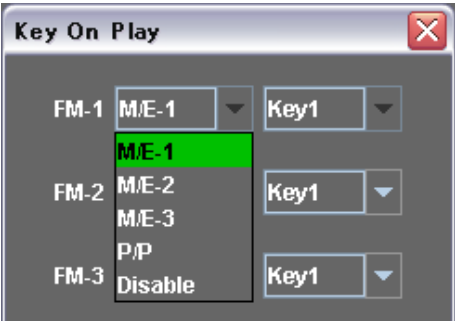 Key On Play
FM-1 M/E-1 Key1
M/E-1
FM-2 M/E-2 Key1
M/E-3
P/P
FM-3 Disable Key1